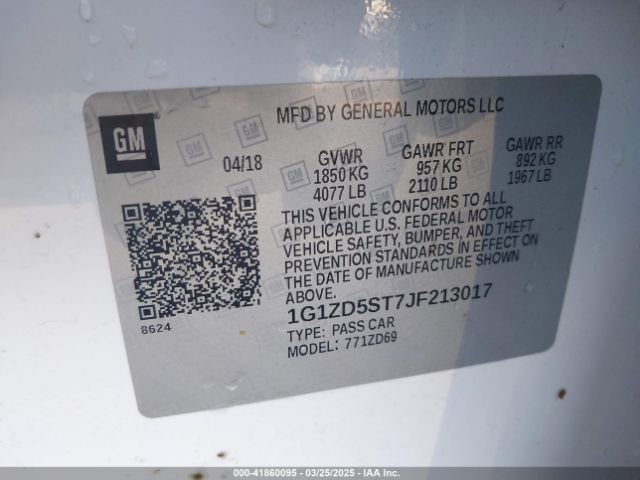 GM
MFD BY GENERAL MOTORS LLC
04/18 GVWR GAWR FRT GAWR RR
1850 KG 957 KG 892 KG
4077 LB 2110 LB 1967 LB
THIS VEHICLE CONFORMS TO ALL
APPLICABLE U.S. FEDERAL MOTOR
VEHICLE SAFETY, BUMPER, AND THEFT
PREVENTION STANDARDS IN EFFECT ON
THE DATE OF MANUFACTURE SHOWN
ABOVE.
8624
1G1ZD5ST7JF213017
TYPE: PASS CAR
MODEL: 771ZD69
000-41860095 - 03/25/2025 - IAA Inc.